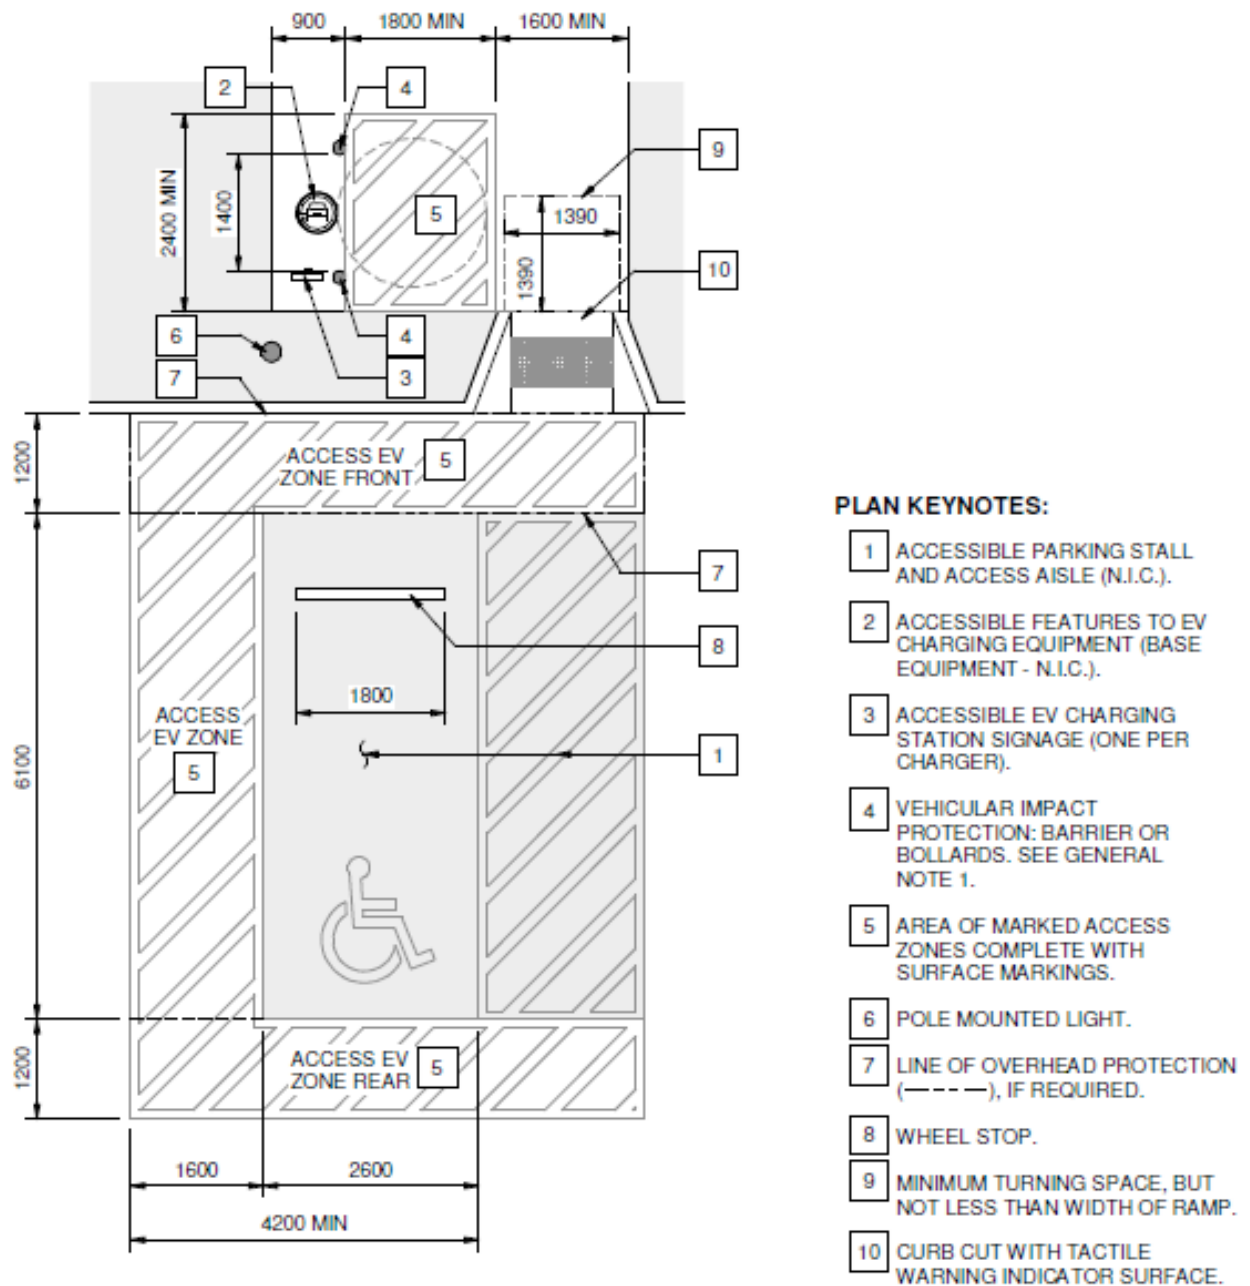 900
1800 MIN
1600 MIN
2
4
9
2400 MIN
1400
5
1390
1390
10
6
4
7
3
1200
ACCESS EV
ZONE FRONT
5
7
8
1800
ACCESS
EV ZONE
5
6100
1
ACCESS EV
ZONE REAR
5
1200
1600
2600
4200 MIN
PLAN KEYNOTES:
1 ACCESSIBLE PARKING STALL
AND ACCESS AISLE (N.I.C.).
2 ACCESSIBLE FEATURES TO EV
CHARGING EQUIPMENT (BASE
EQUIPMENT - N.I.C.).
3 ACCESSIBLE EV CHARGING
STATION SIGNAGE (ONE PER
CHARGER).
4 VEHICULAR IMPACT
PROTECTION: BARRIER OR
BOLLARDS. SEE GENERAL
NOTE 1.
5 AREA OF MARKED ACCESS
ZONES COMPLETE WITH
SURFACE MARKINGS.
6 POLE MOUNTED LIGHT.
7 LINE OF OVERHEAD PROTECTION
(—---—), IF REQUIRED.
8 WHEEL STOP.
9 MINIMUM TURNING SPACE, BUT
NOT LESS THAN WIDTH OF RAMP.
10 CURB CUT WITH TACTILE
WARNING INDICATOR SURFACE.